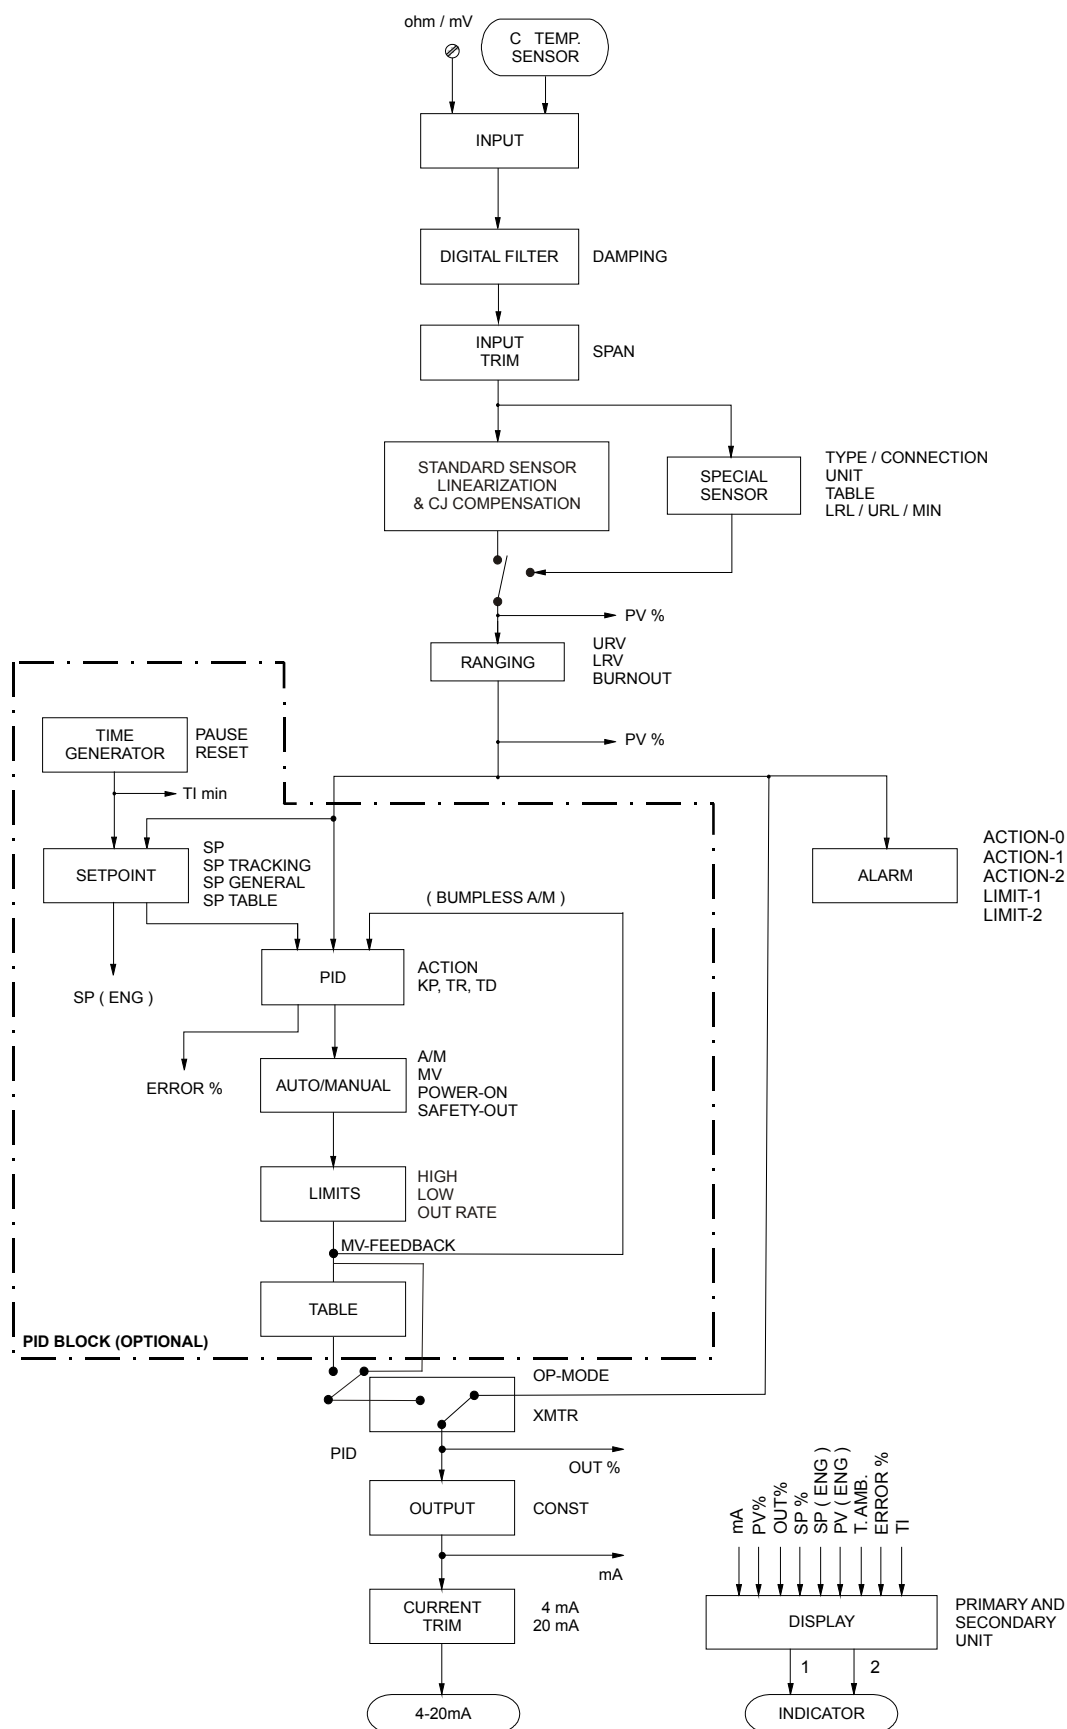 ohm / mV
C TEMP.
SENSOR
INPUT
DIGITAL FILTER
DAMPING
INPUT
TRIM
SPAN
STANDARD SENSOR
LINEARIZATION
& CJ COMPENSATION
SPECIAL
SENSOR
TYPE / CONNECTION
UNIT
TABLE
LRL / URL / MIN
PV %
RANGING
URV
LRV
BURNOUT
PV %
TIME
GENERATOR
PAUSE
RESET
TI min
SETPOINT
SP
SP TRACKING
SP GENERAL
SP TABLE
ALARM
ACTION-0
ACTION-1
ACTION-2
LIMIT-1
LIMIT-2
( BUMPLESS A/M )
PID
ACTION
KP, TR, TD
SP ( ENG )
ERROR %
AUTO/MANUAL
A/M
MV
POWER-ON
SAFETY-OUT
LIMITS
HIGH
LOW
OUT RATE
MV-FEEDBACK
TABLE
PID BLOCK (OPTIONAL)
OP-MODE
XMTR
PID
OUT %
OUTPUT
CONST
mA
CURRENT
TRIM
4 mA
20 mA
4-20mA
mA
PV%
OUT%
SP %
SP ( ENG )
PV ( ENG )
T. AMB.
ERROR %
TI
DISPLAY
PRIMARY AND
SECONDARY
UNIT
1
2
INDICATOR